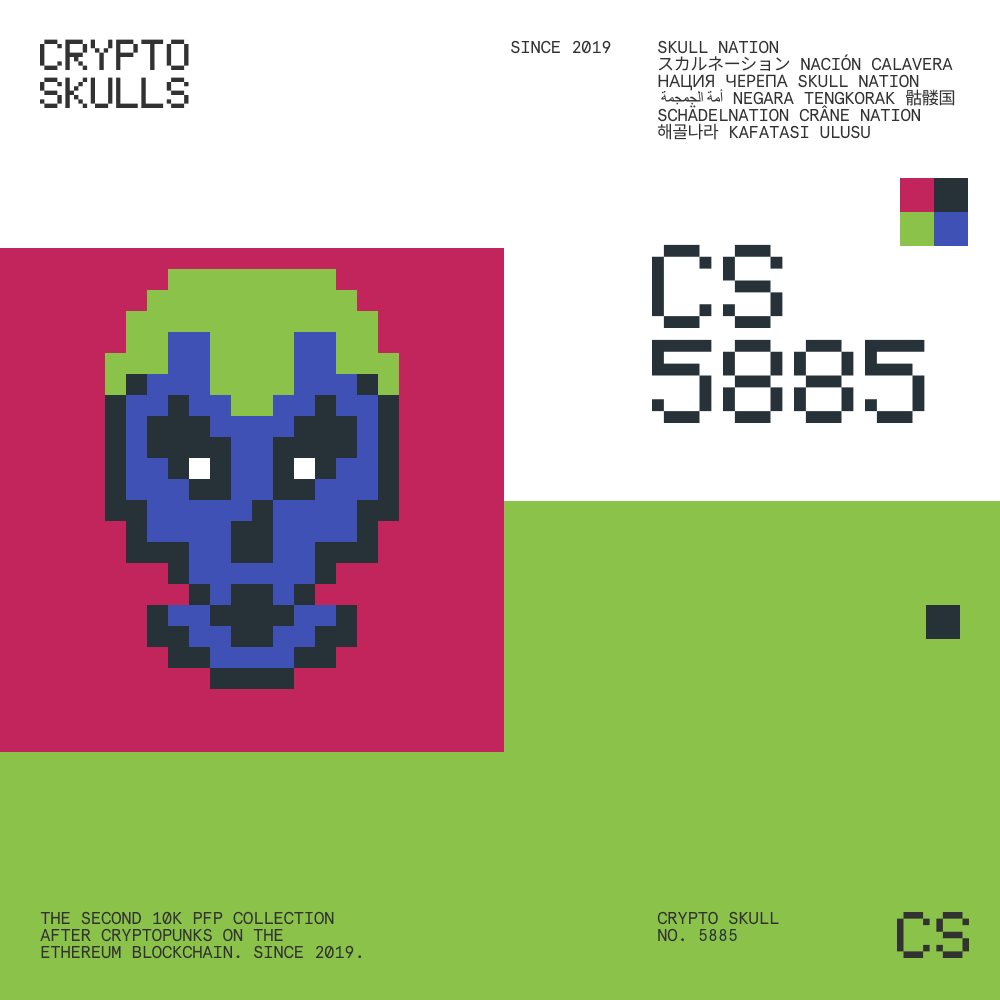 CRYPTO
SKULLS
SINCE 2019
SKULL NATION
スカルネーション NACIÓN CALAVERA
НАЦИЯ ЧЕРЕПА SKULL NATION
أمة الجمجمة NEGARA TENGKORAK 骷髅国
SCHÄDELNATION CRÂNE NATION
해골나라 KAFATASI ULUSU
CS
5885
THE SECOND 10K PFP COLLECTION
AFTER CRYPTOPUNKS ON THE
ETHEREUM BLOCKCHAIN. SINCE 2019.
CRYPTO SKULL
NO. 5885
CS